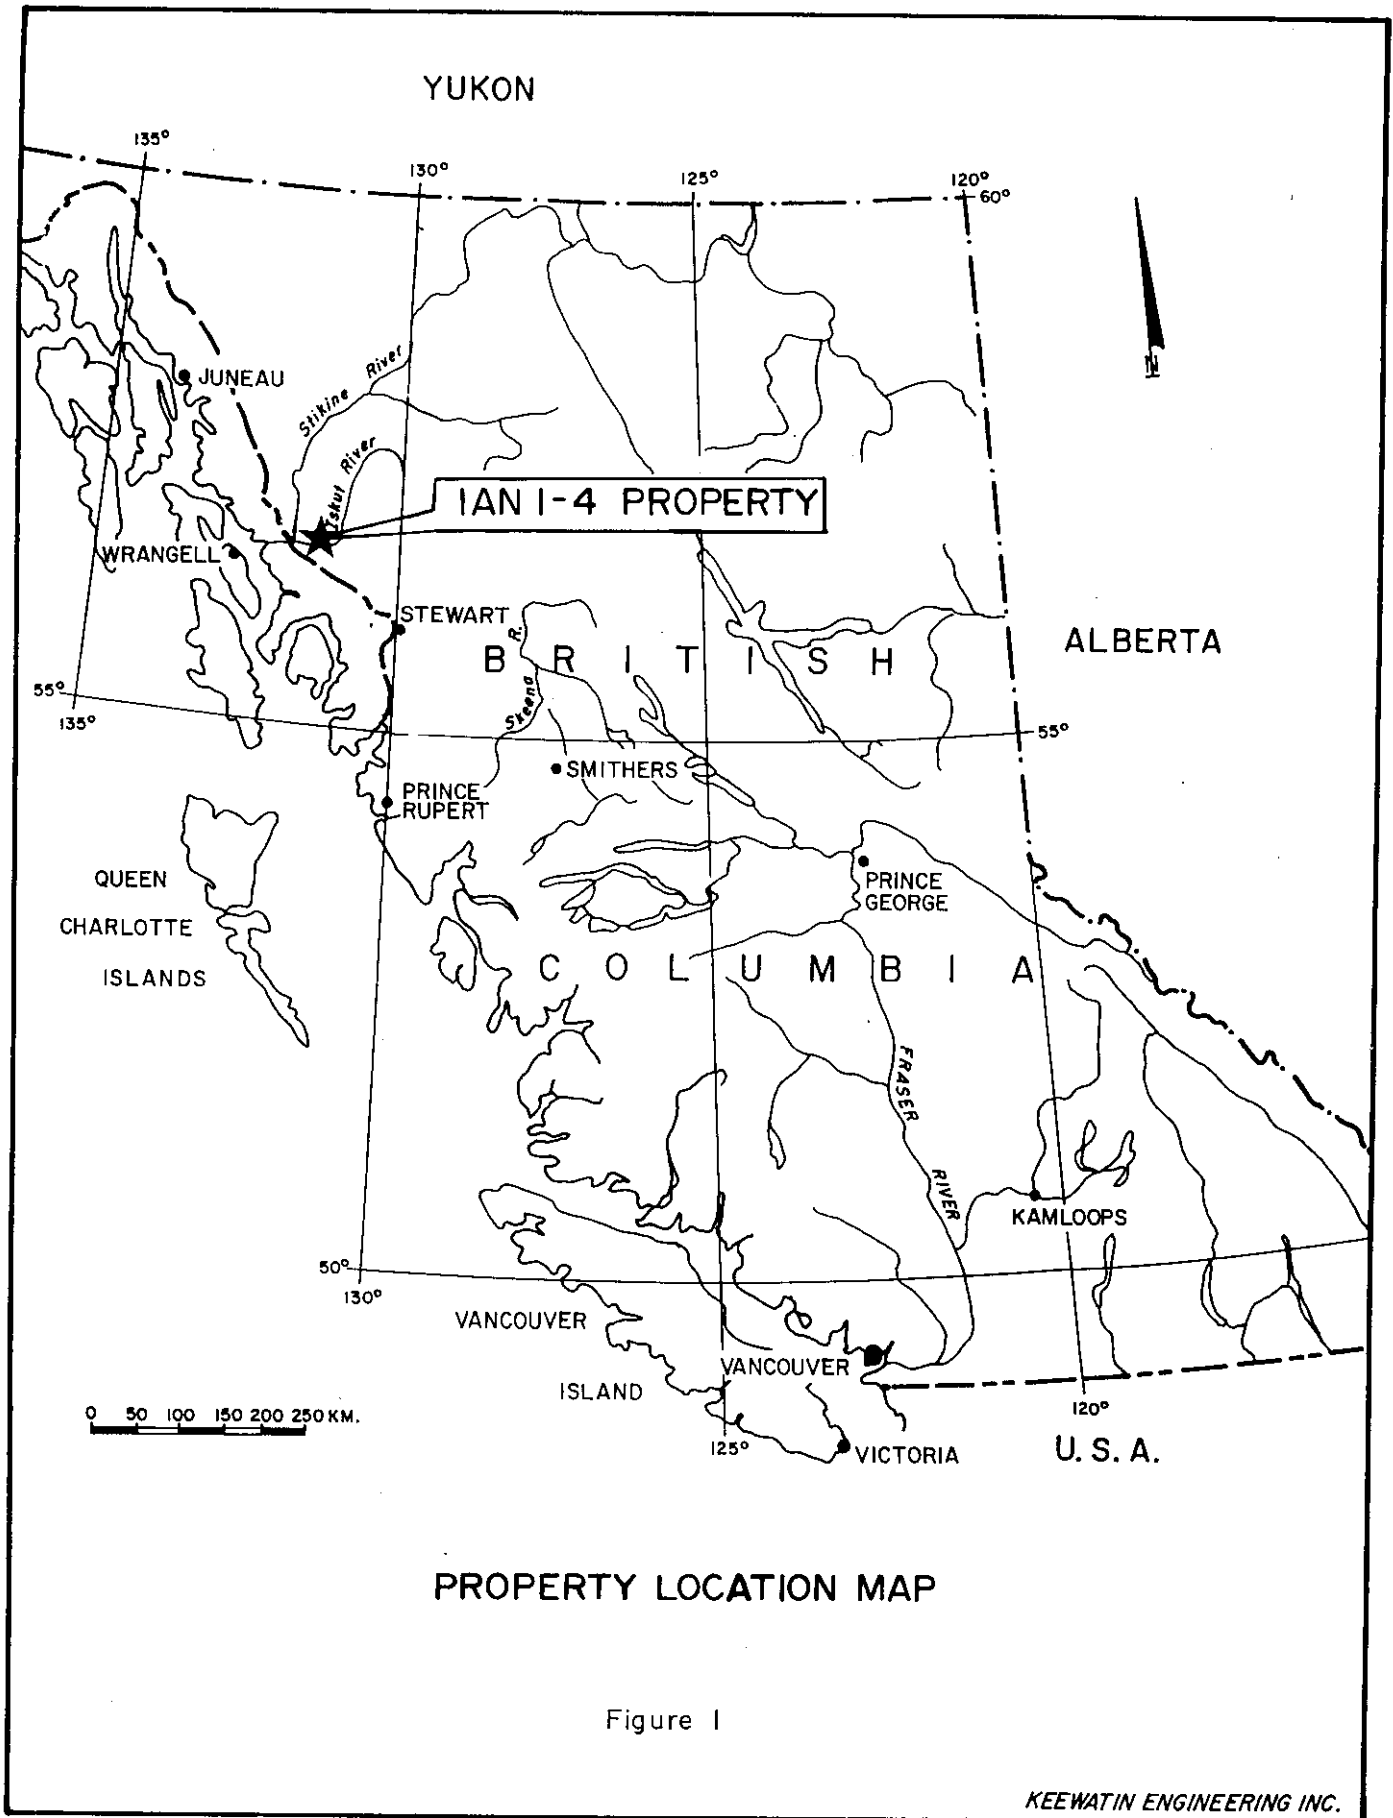 YUKON
135°
130°
125°
120°
60°
N
JUNEAU
Stikine River
Iskut River
IAN 1-4 PROPERTY
WRANGELL
STEWART
Skeena R.
BRITISH
ALBERTA
55°
135°
55°
SMITHERS
PRINCE
RUPERT
PRINCE
GEORGE
QUEEN
CHARLOTTE
ISLANDS
COLUMBIA
FRASER
RIVER
KAMLOOPS
50°
130°
VANCOUVER
ISLAND
VANCOUVER
120°
125°
VICTORIA
U.S.A.
0 50 100 150 200 250 KM.
PROPERTY LOCATION MAP
Figure 1
KEEWATIN ENGINEERING INC.